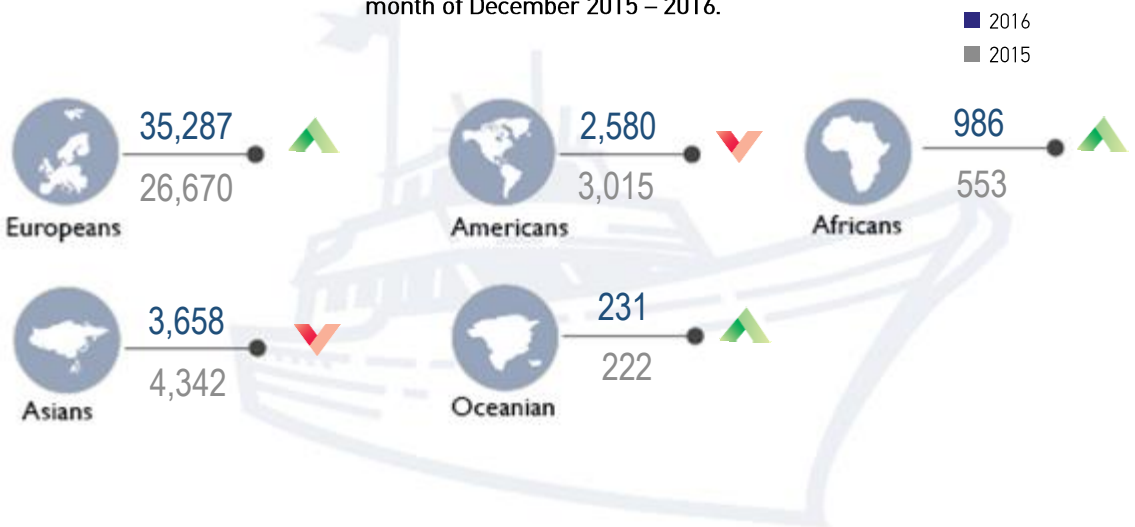 month of December 2015 – 2016.
2016
2015
35,287
26,670
Europeans
2,580
3,015
Americans
986
553
Africans
3,658
4,342
Asians
231
222
Oceanian